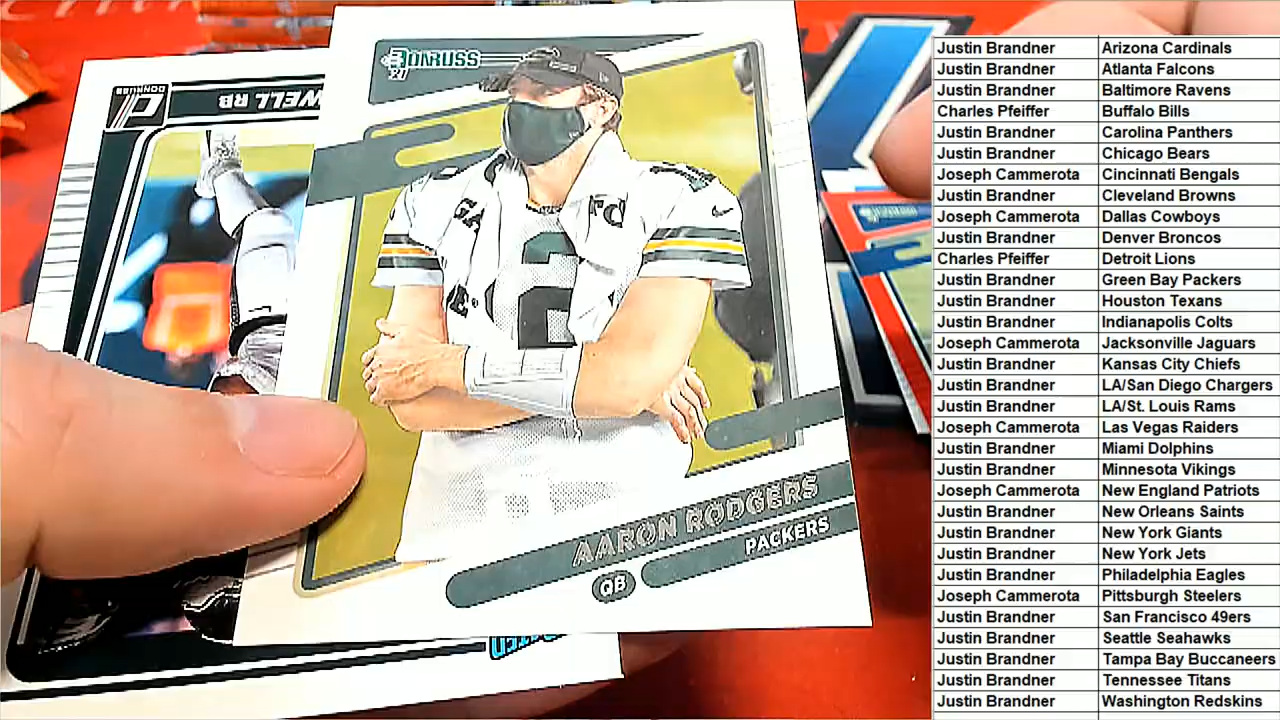 DONRUSS
21
DONRUSS
WELL RB
AARON RODGERS
QB
PACKERS
Justin Brandner Arizona Cardinals
Justin Brandner Atlanta Falcons
Justin Brandner Baltimore Ravens
Charles Pfeiffer Buffalo Bills
Justin Brandner Carolina Panthers
Justin Brandner Chicago Bears
Joseph Cammerota Cincinnati Bengals
Justin Brandner Cleveland Browns
Joseph Cammerota Dallas Cowboys
Justin Brandner Denver Broncos
Charles Pfeiffer Detroit Lions
Justin Brandner Green Bay Packers
Justin Brandner Houston Texans
Justin Brandner Indianapolis Colts
Joseph Cammerota Jacksonville Jaguars
Justin Brandner Kansas City Chiefs
Justin Brandner LA/San Diego Chargers
Justin Brandner LA/St. Louis Rams
Joseph Cammerota Las Vegas Raiders
Justin Brandner Miami Dolphins
Justin Brandner Minnesota Vikings
Joseph Cammerota New England Patriots
Justin Brandner New Orleans Saints
Justin Brandner New York Giants
Justin Brandner New York Jets
Justin Brandner Philadelphia Eagles
Joseph Cammerota Pittsburgh Steelers
Justin Brandner San Francisco 49ers
Justin Brandner Seattle Seahawks
Justin Brandner Tampa Bay Buccaneers
Justin Brandner Tennessee Titans
Justin Brandner Washington Redskins